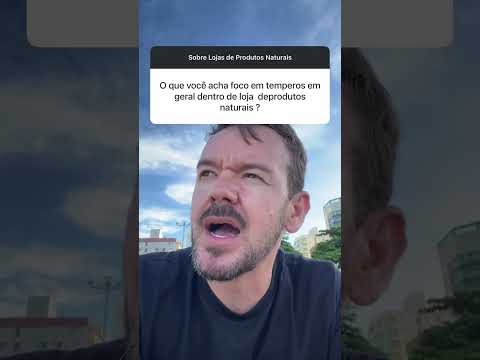 Sobre Lojas de Produtos Naturais
O que você acha foco em temperos em
geral dentro de loja deprodutos
naturais ?